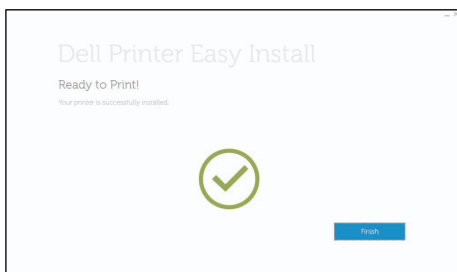 Dell Printer Easy Install
Ready to Print!
Your printer is successfully installed.
Finish